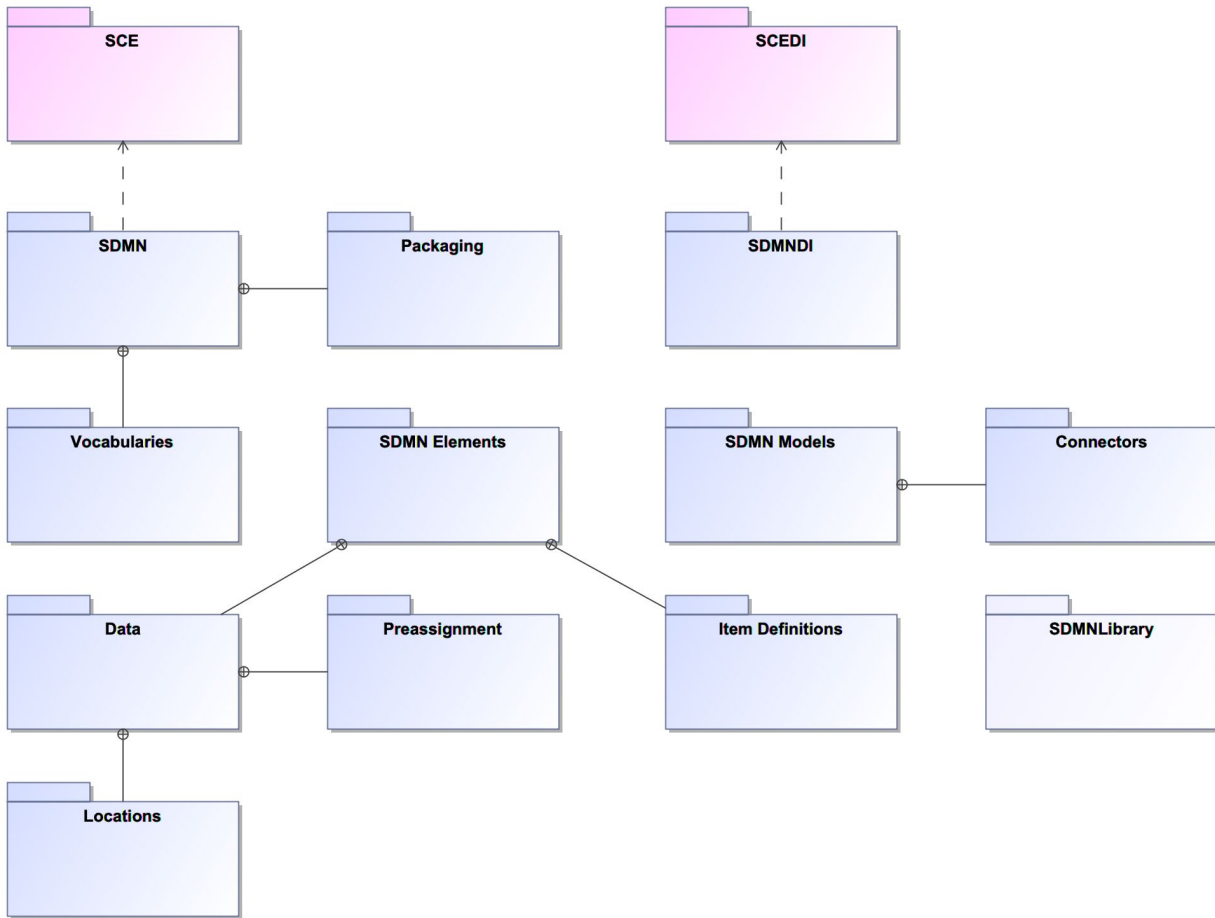 SCE
SCEDI
SDMN
Packaging
SDMNDI
Vocabularies
SDMN Elements
SDMN Models
Connectors
Data
Preassignment
Item Definitions
SDMNLibrary
Locations